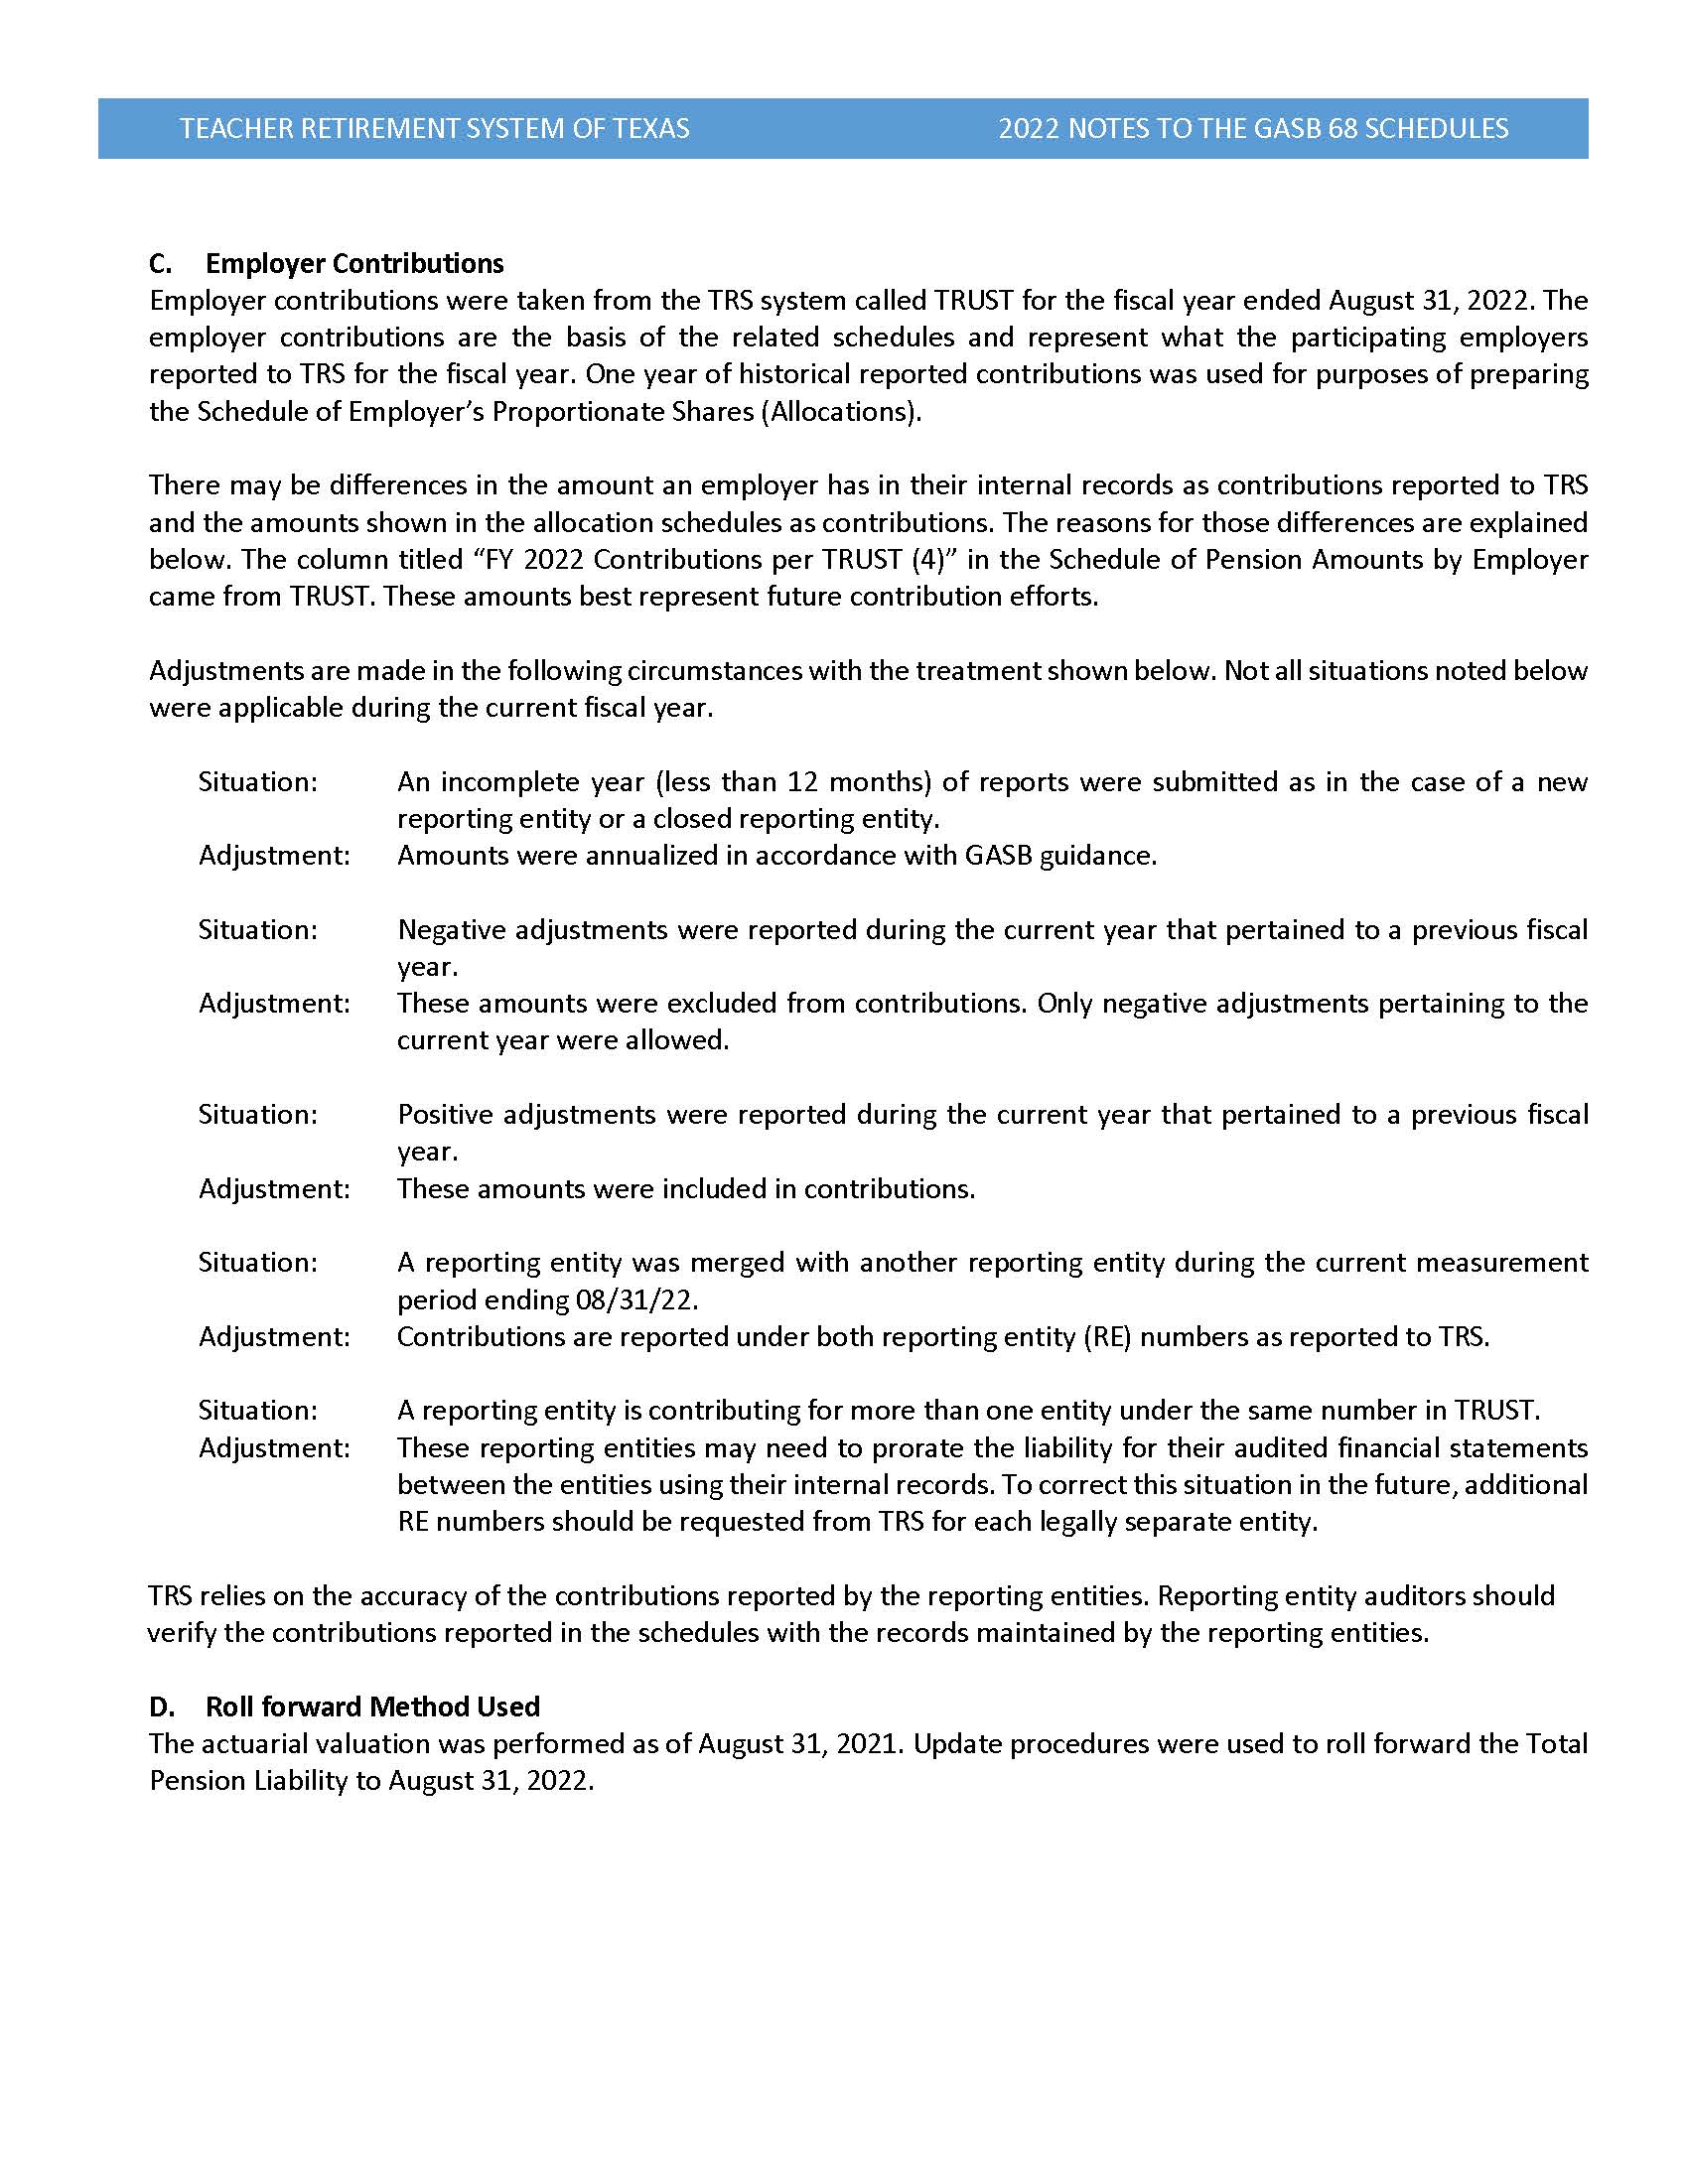 TEACHER RETIREMENT SYSTEM OF TEXAS 2022 NOTES TO THE GASB 68 SCHEDULES
C. Employer Contributions
Employer contributions were taken from the TRS system called TRUST for the fiscal year ended August 31, 2022. The
employer contributions are the basis of the related schedules and represent what the participating employers
reported to TRS for the fiscal year. One year of historical reported contributions was used for purposes of preparing
the Schedule of Employer’s Proportionate Shares (Allocations).
There may be differences in the amount an employer has in their internal records as contributions reported to TRS
and the amounts shown in the allocation schedules as contributions. The reasons for those differences are explained
below. The column titled “FY 2022 Contributions per TRUST (4)” in the Schedule of Pension Amounts by Employer
came from TRUST. These amounts best represent future contribution efforts.
Adjustments are made in the following circumstances with the treatment shown below. Not all situations noted below
were applicable during the current fiscal year.
Situation: An incomplete year (less than 12 months) of reports were submitted as in the case of a new
reporting entity or a closed reporting entity.
Adjustment: Amounts were annualized in accordance with GASB guidance.
Situation: Negative adjustments were reported during the current year that pertained to a previous fiscal
year.
Adjustment: These amounts were excluded from contributions. Only negative adjustments pertaining to the
current year were allowed.
Situation: Positive adjustments were reported during the current year that pertained to a previous fiscal
year.
Adjustment: These amounts were included in contributions.
Situation: A reporting entity was merged with another reporting entity during the current measurement
period ending 08/31/22.
Adjustment: Contributions are reported under both reporting entity (RE) numbers as reported to TRS.
Situation: A reporting entity is contributing for more than one entity under the same number in TRUST.
Adjustment: These reporting entities may need to prorate the liability for their audited financial statements
between the entities using their internal records. To correct this situation in the future, additional
RE numbers should be requested from TRS for each legally separate entity.
TRS relies on the accuracy of the contributions reported by the reporting entities. Reporting entity auditors should
verify the contributions reported in the schedules with the records maintained by the reporting entities.
D. Roll forward Method Used
The actuarial valuation was performed as of August 31, 2021. Update procedures were used to roll forward the Total
Pension Liability to August 31, 2022.